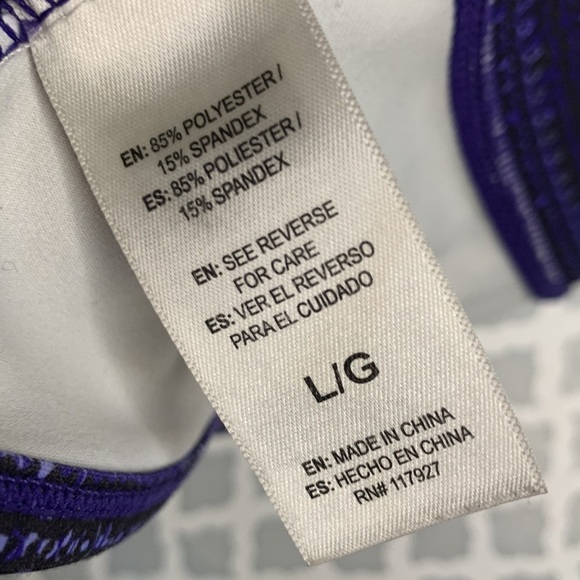 EN: 85% POLYESTER /
15% SPANDEX
ES: 85% POLIESTER /
15% SPANDEX
EN: SEE REVERSE
FOR CARE
ES: VER EL REVERSO
PARA EL CUIDADO
L/G
EN: MADE IN CHINA
ES: HECHO EN CHINA
RN# 117927